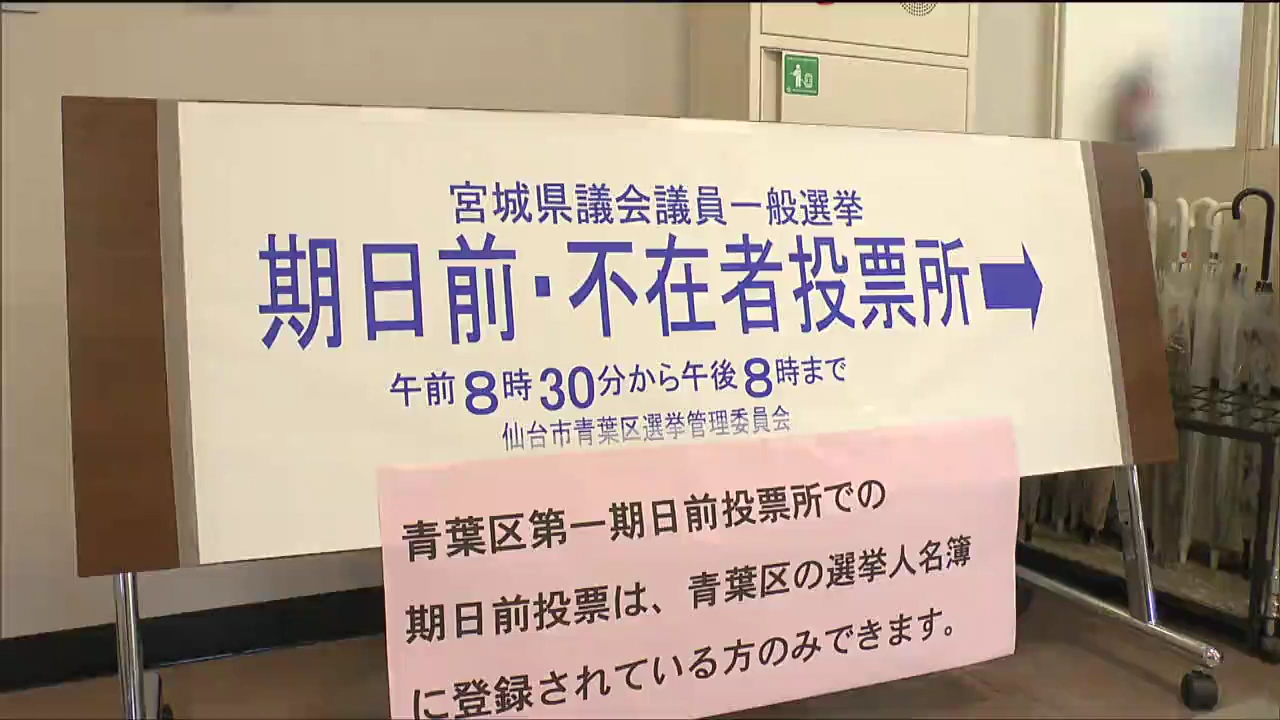 宮城県議会議員一般選挙
期日前・不在者投票所➡
午前8時30分から午後8時まで
仙台市青葉区選挙管理委員会
青葉区第一期日前投票所での
期日前投票は、青葉区の選挙人名簿
に登録されている方のみできます。